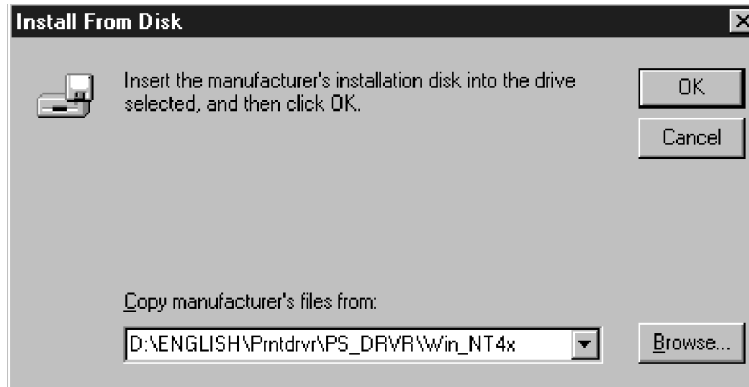 Install From Disk
Insert the manufacturer's installation disk into the drive
selected, and then click OK.
OK
Cancel
Copy manufacturer's files from:
D:\ENGLISH\Prntdrvr\PS_DRVR\Win_NT4x
Browse...